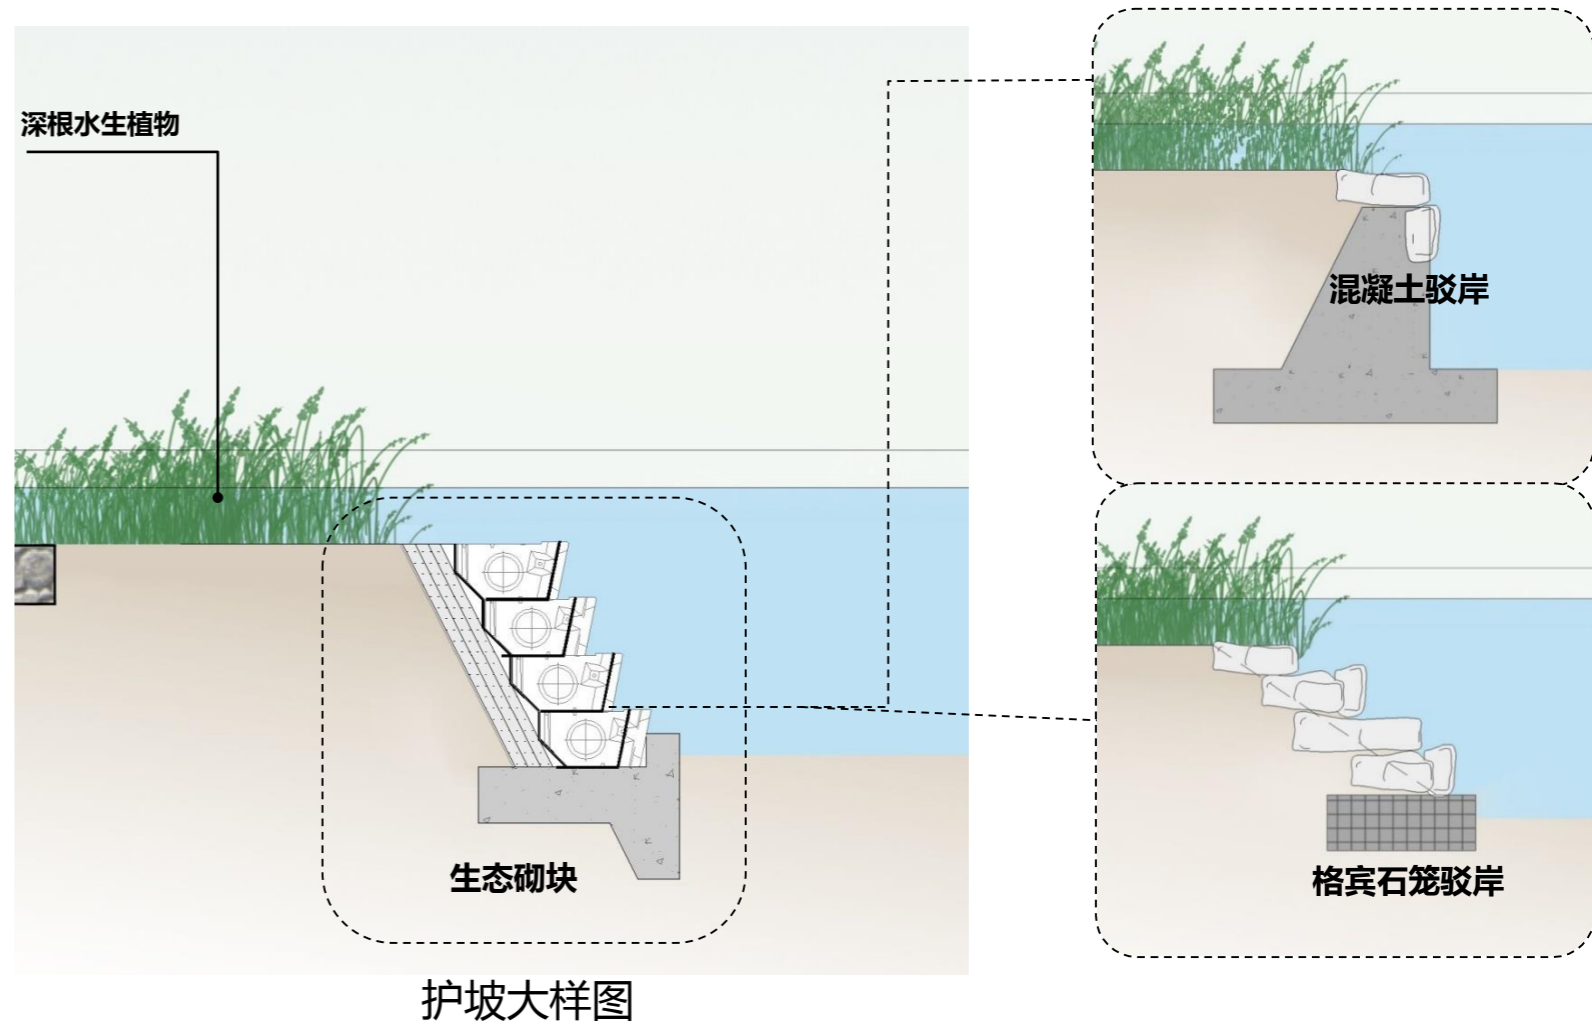 深根水生植物
混凝土驳岸
生态砌块
格宾石笼驳岸
护坡大样图